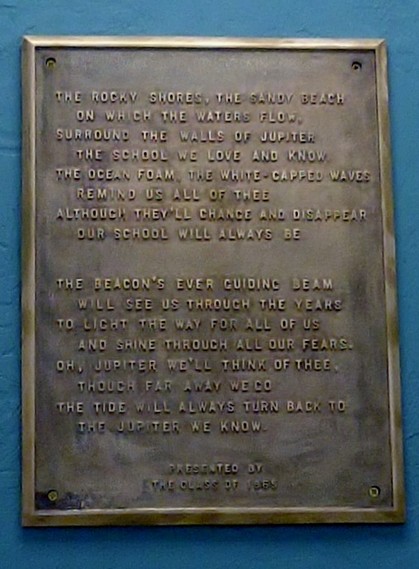 THE ROCKY SHORES, THE SANDY BEACH
ON WHICH THE WATERS FLOW,
SURROUND THE WALLS OF JUPITER
THE SCHOOL WE LOVE AND KNOW.
THE OCEAN FOAM, THE WHITE-CAPPED WAVES
REMIND US ALL OF THEE
ALTHOUGH THEY'LL CHANGE AND DISAPPEAR
OUR SCHOOL WILL ALWAYS BE
THE BEACON'S EVER GUIDING BEAM
WILL SEE US THROUGH THE YEARS
TO LIGHT THE WAY FOR ALL OF US
AND SHINE THROUGH ALL OUR FEARS.
OH, JUPITER WE'LL THINK OF THEE,
THOUGH FAR AWAY WE GO
THE TIDE WILL ALWAYS TURN BACK TO
THE JUPITER WE KNOW.
PRESENTED BY
THE CLASS OF